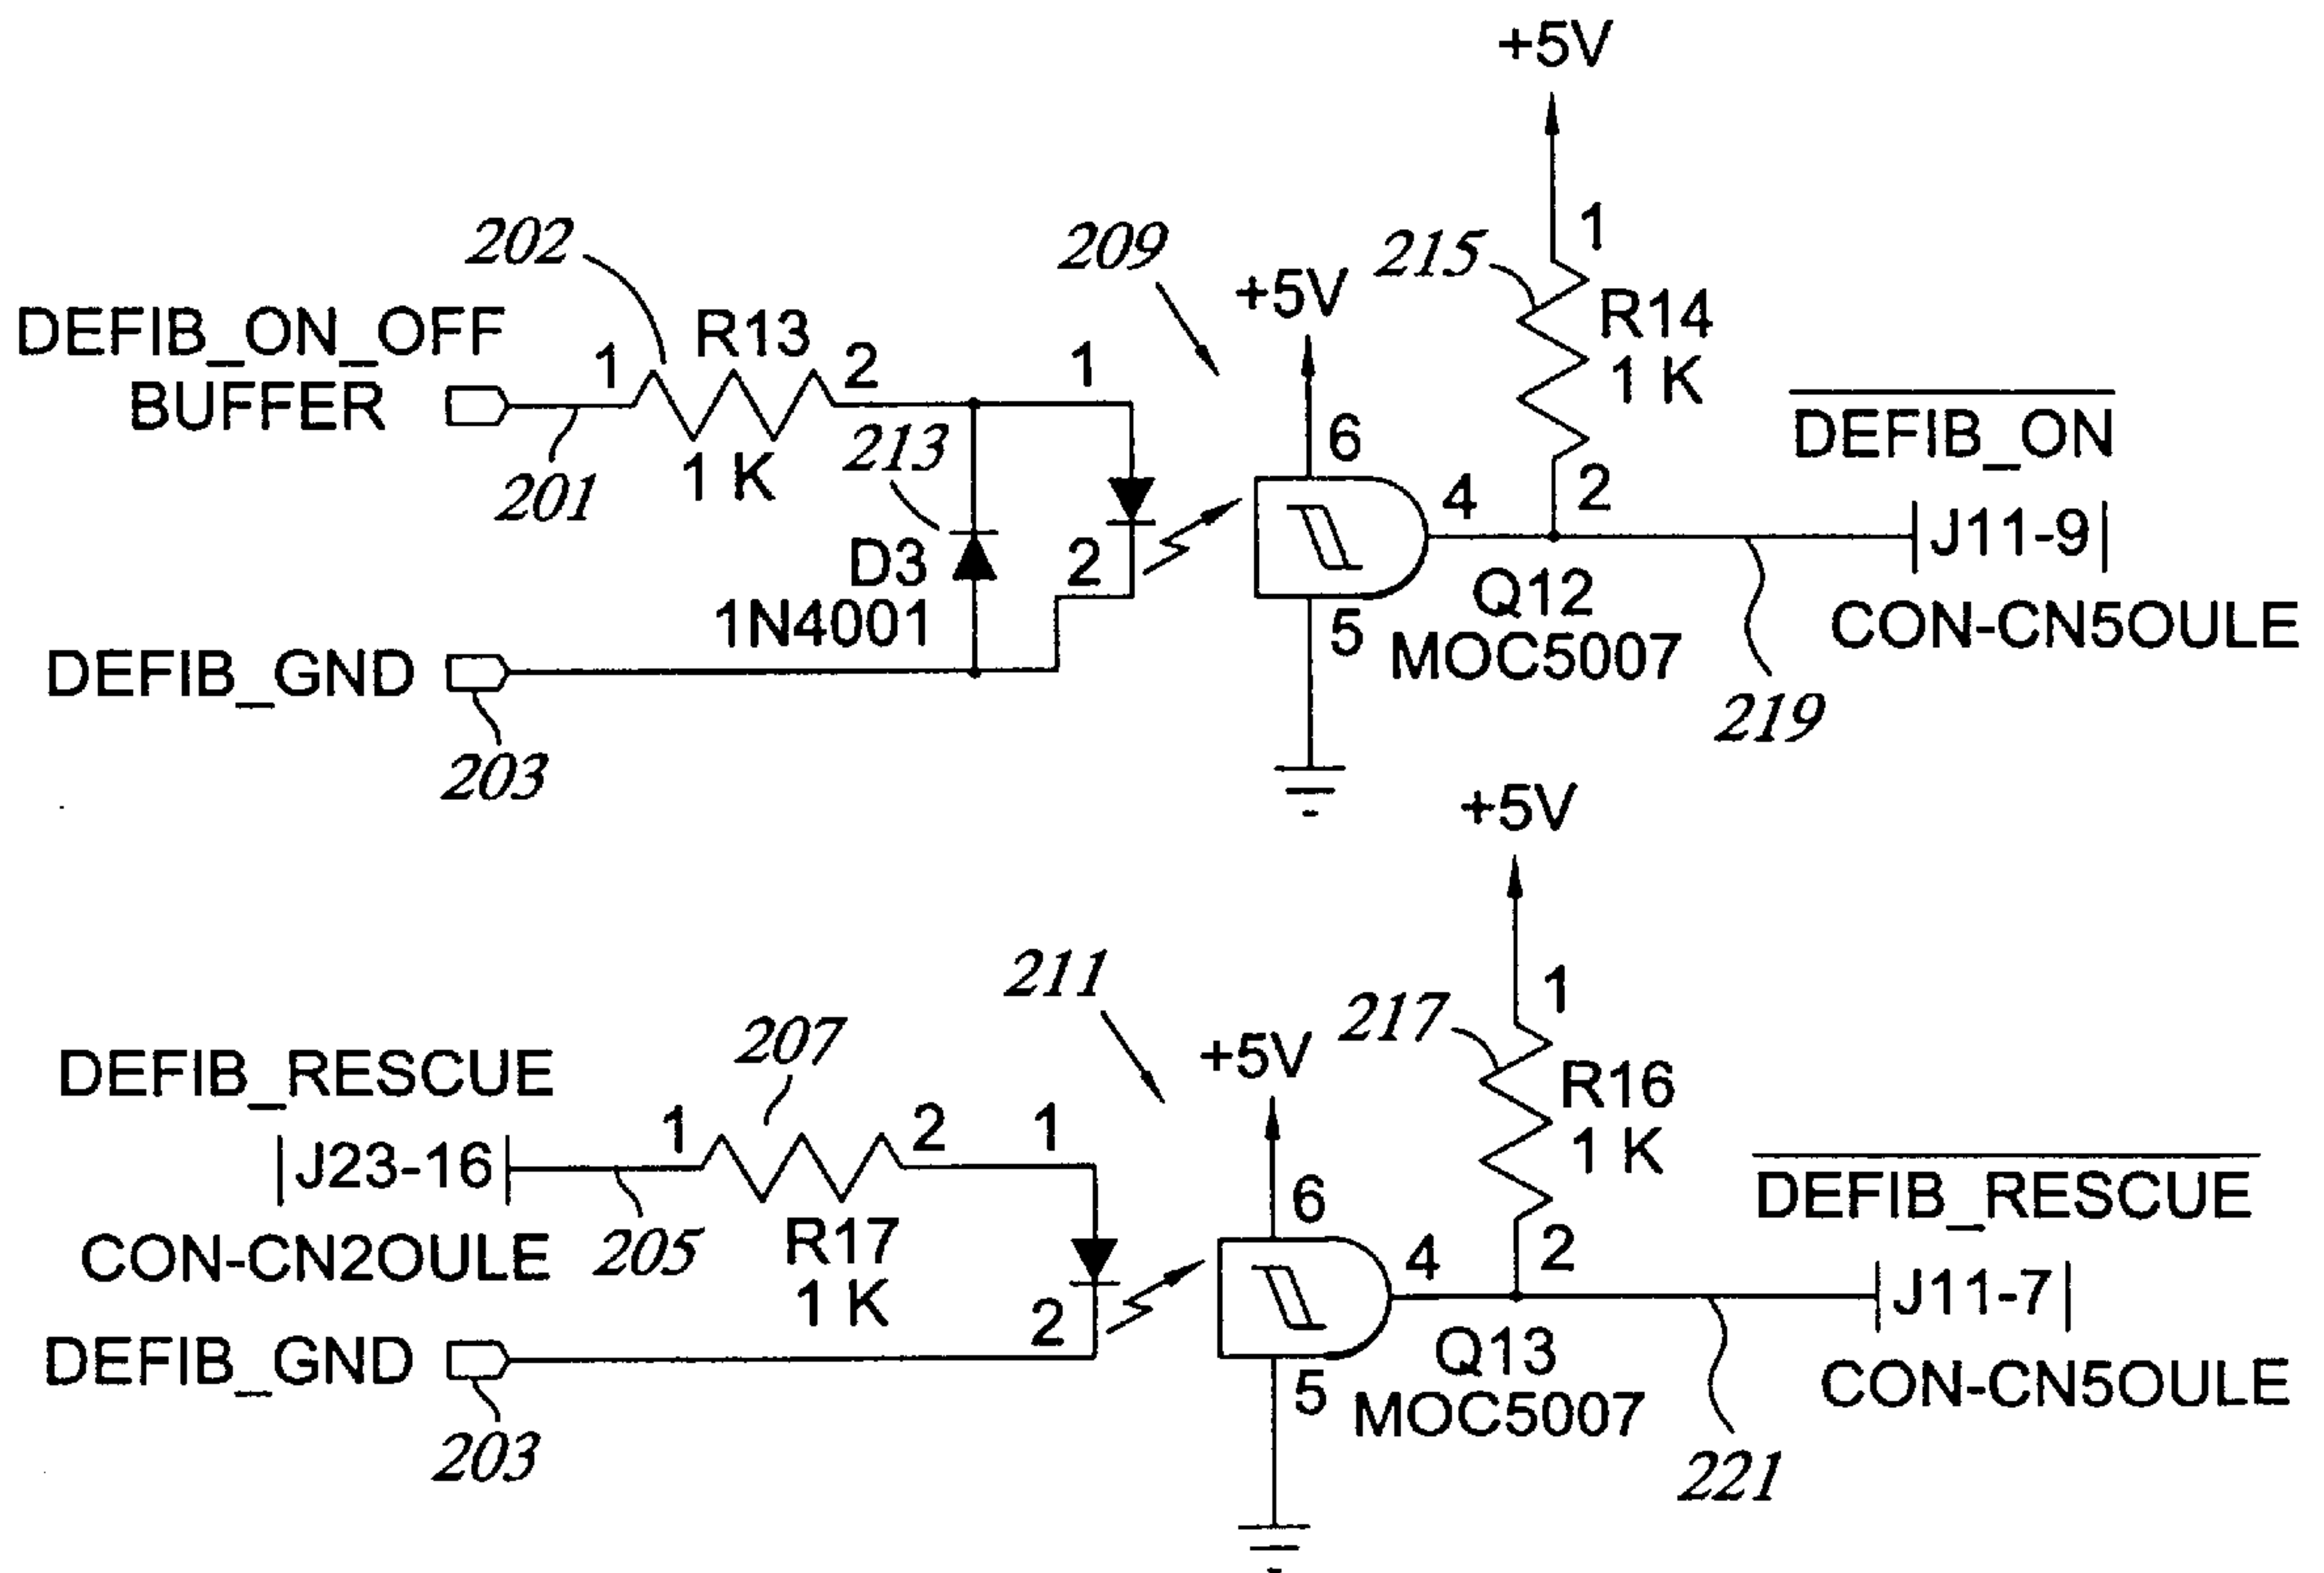 +5V
202
209
215
1
+5V
DEFIB_ON_OFF
BUFFER
1
R13
2
1
R14
1 K
213
1 K
201
6
DEFIB_ON
4
2
J11-9
D3
1N4001
2
5
Q12
MOC5007
CON-CN5OULE
DEFIB_GND
203
219
+5V
211
217
1
207
+5V
DEFIB_RESCUE
R16
1 K
1
2
1
J23-16
6
DEFIB_RESCUE
CON-CN2OULE
205
R17
1 K
4
2
J11-7
2
DEFIB_GND
5
Q13
MOC5007
CON-CN5OULE
203
221